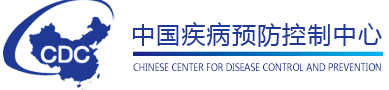 CDC
中国疾病预防控制中心
CHINESE CENTER FOR DISEASE CONTROL AND PREVENTION